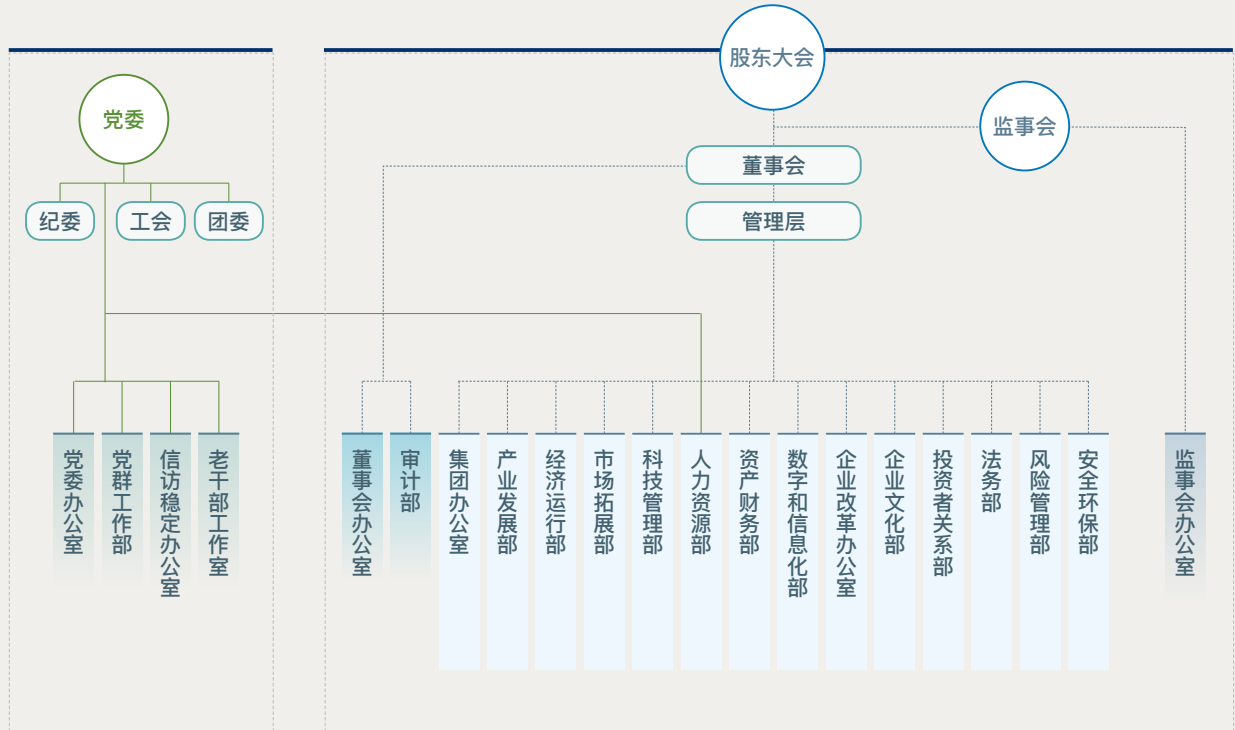 股东大会
党委
监事会
董事会
纪委
工会
团委
管理层
党委办公室
党群工作部
信访稳定办公室
老干部工作室
董事会办公室
审计部
集团办公室
产业发展部
经济运行部
市场拓展部
科技管理部
人力资源部
资产财务部
数字和信息化部
企业改革办公室
企业文化部
投资者关系部
法务部
风险管理部
安全环保部
监事会办公室